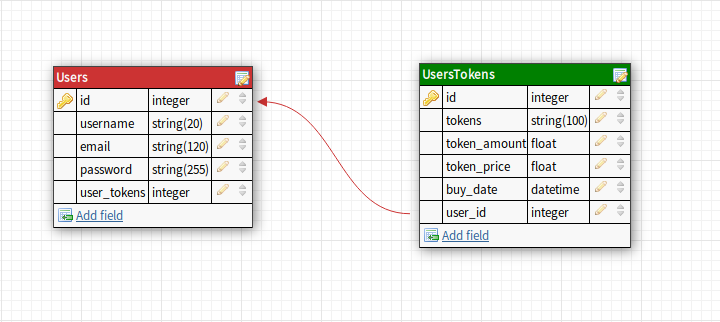 Users
id integer
username string(20)
email string(120)
password string(255)
user_tokens integer
Add field
UsersTokens
id integer
tokens string(100)
token_amount float
token_price float
buy_date datetime
user_id integer
Add field